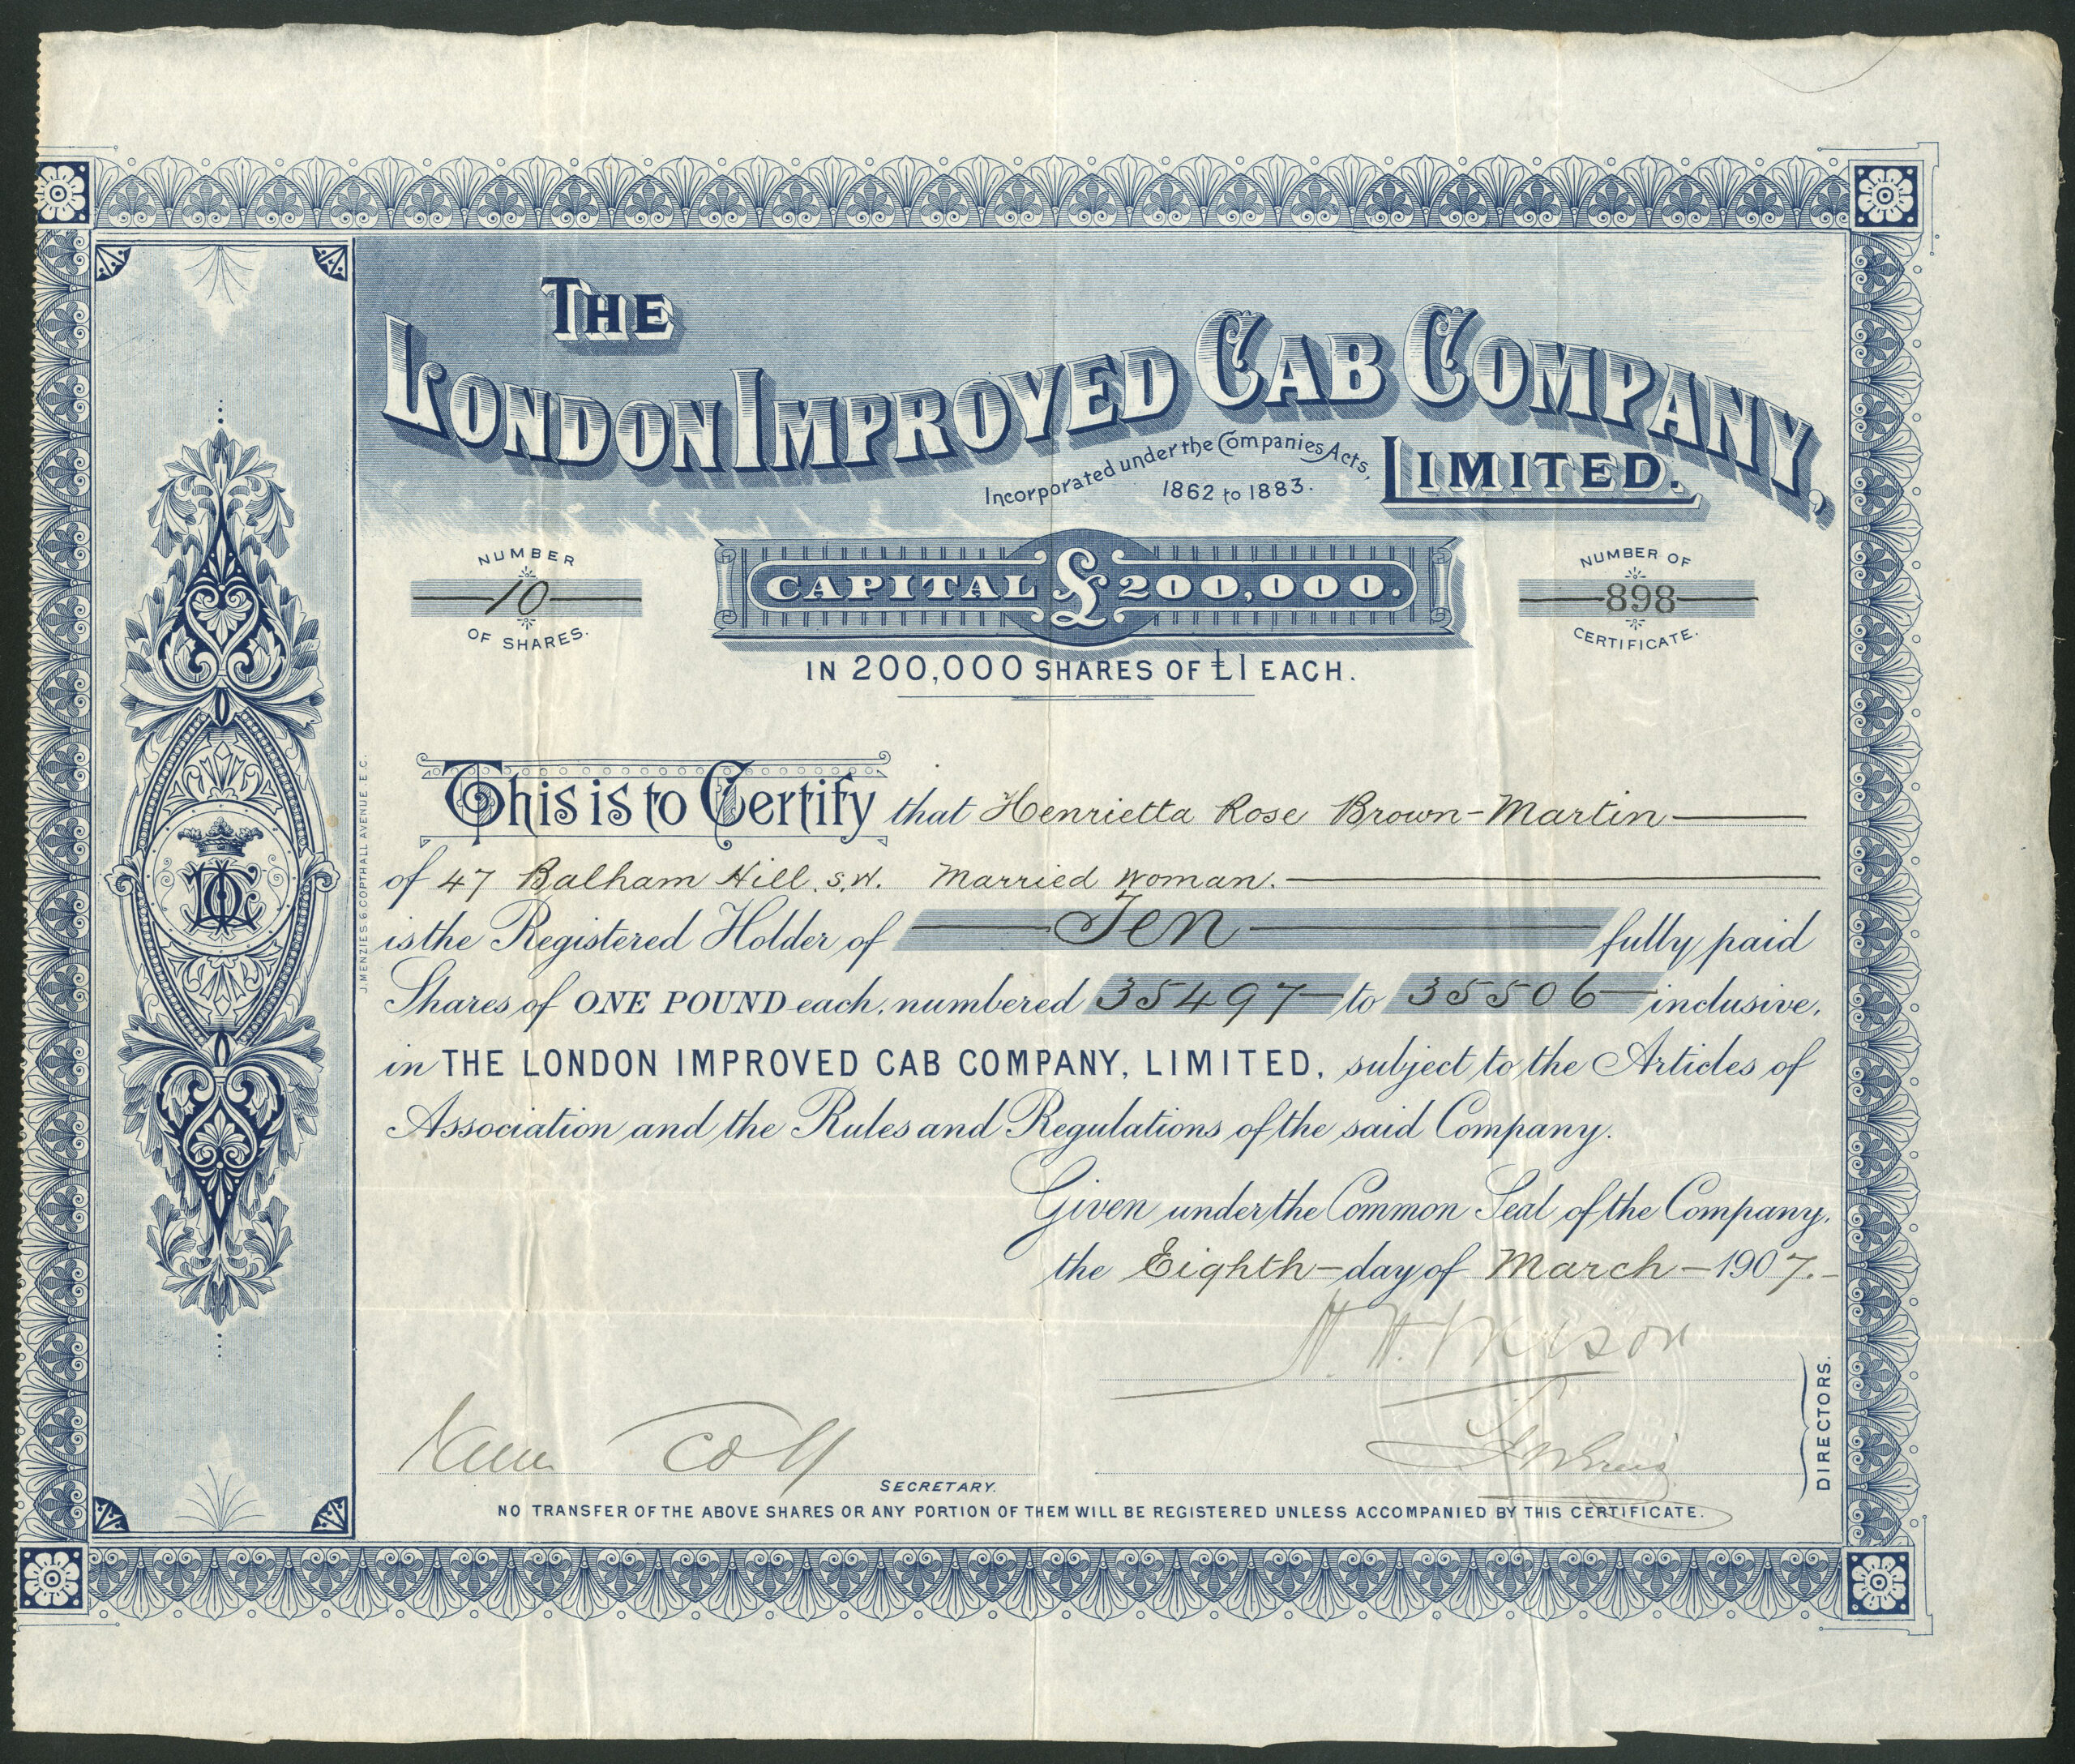 THE
LONDON IMPROVED CAB COMPANY,
LIMITED.
Incorporated under the Companies Acts,
1862 to 1883.
NUMBER
10
OF SHARES.
CAPITAL £200,000.
IN 200,000 SHARES OF £1 EACH.
NUMBER OF
898
CERTIFICATE.
This is to Certify that Henrietta Rose Brown-Martin
of 47 Balham Hill. S.W. Married Woman.
is the Registered Holder of Ten fully paid
Shares of ONE POUND each, numbered 35497 to 35506 inclusive,
in THE LONDON IMPROVED CAB COMPANY, LIMITED, subject to the Articles of
Association and the Rules and Regulations of the said Company.
Given under the Common Seal of the Company,
the Eighth day of March 1907.
DIRECTORS.
SECRETARY.
NO TRANSFER OF THE ABOVE SHARES OR ANY PORTION OF THEM WILL BE REGISTERED UNLESS ACCOMPANIED BY THIS CERTIFICATE.
J. MENZIES & CO. COPTHALL AVENUE. E.C.